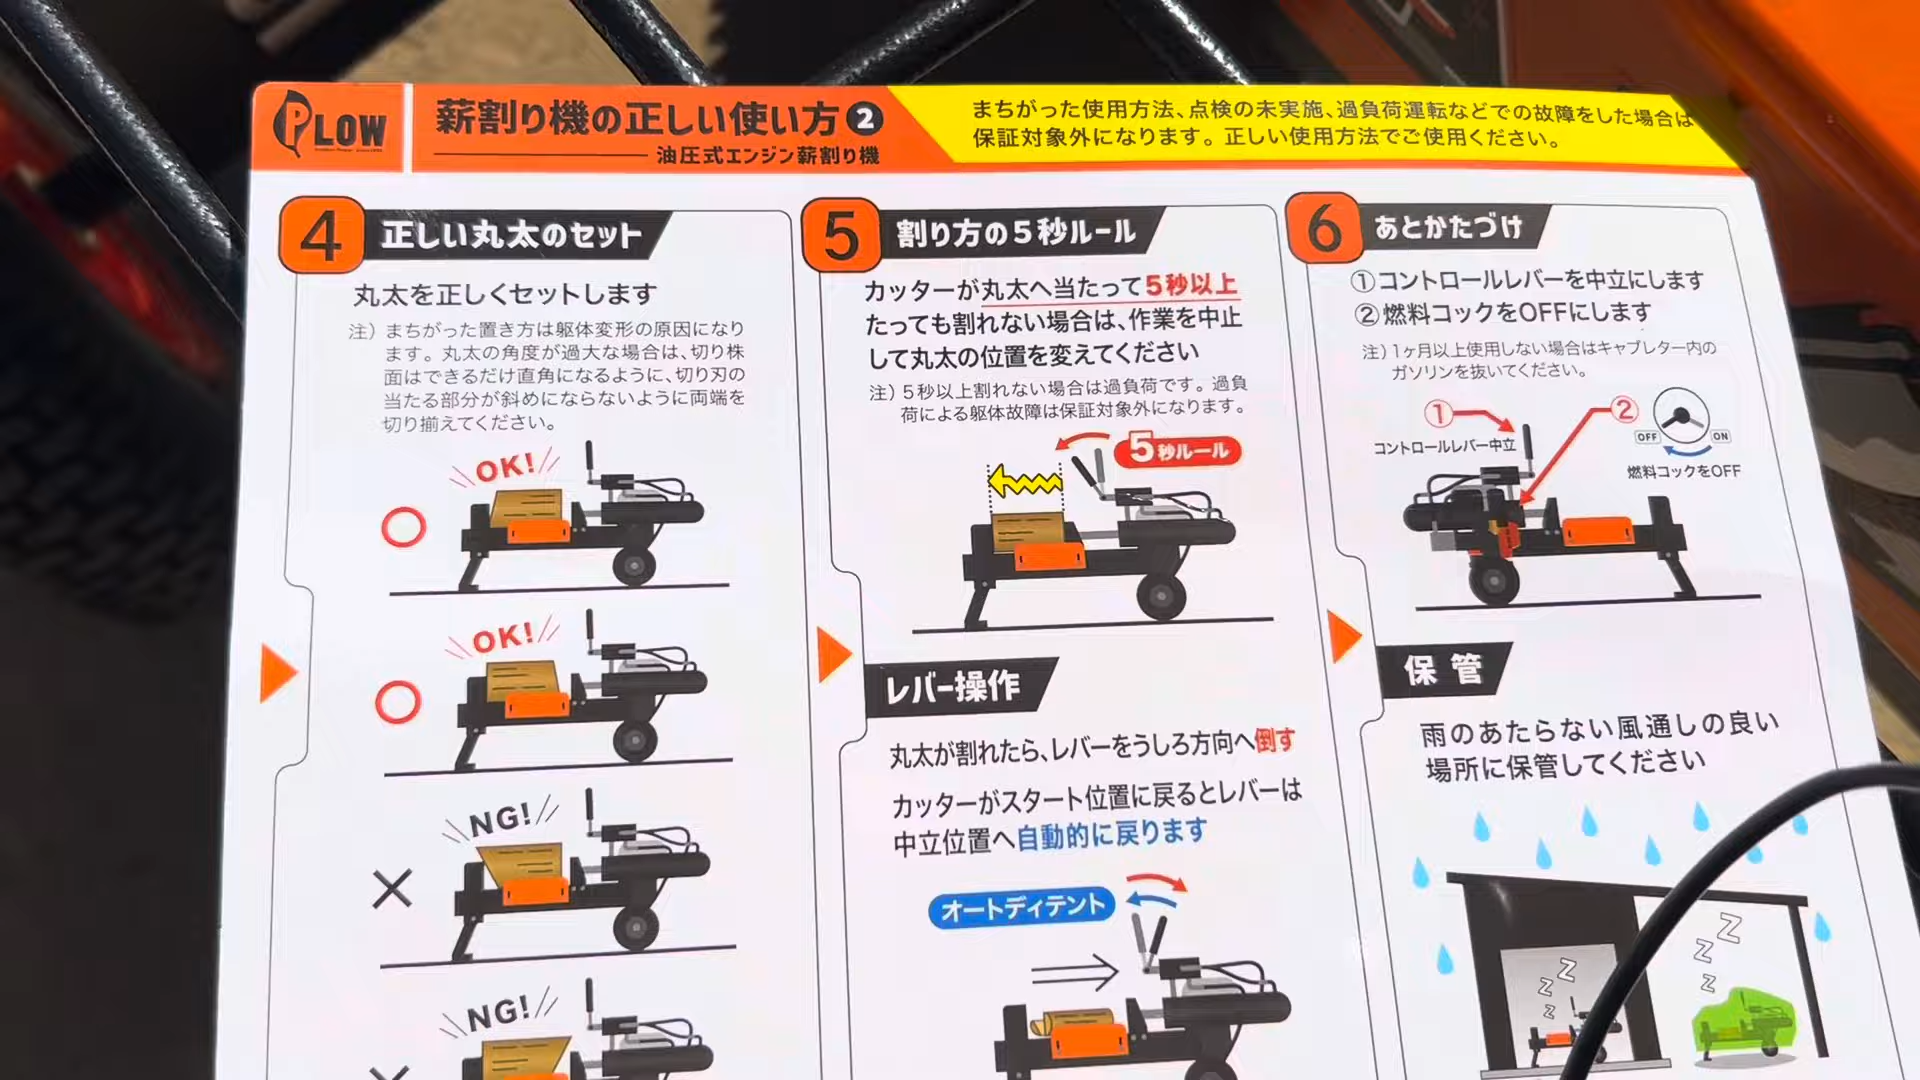 PLOW
薪割り機の正しい使い方❷
油圧式エンジン薪割り機
まちがった使用方法、点検の未実施、過負荷運転などでの故障をした場合は
保証対象外になります。正しい使用方法でご使用ください。
4 正しい丸太のセット
丸太を正しくセットします
注）まちがった置き方は躯体変形の原因になり
ます。丸太の角度が過大な場合は、切り株
面はできるだけ直角になるように、切り刃の
当たる部分が斜めにならないように両端を
切り揃えてください。
OK!
OK!
NG!
NG!
5 割り方の5秒ルール
カッターが丸太へ当たって5秒以上
たっても割れない場合は、作業を中止
して丸太の位置を変えてください
注）5秒以上割れない場合は過負荷です。過負
荷による躯体故障は保証対象外になります。
5秒ルール
レバー操作
丸太が割れたら、レバーをうしろ方向へ倒す
カッターがスタート位置に戻るとレバーは
中立位置へ自動的に戻ります
オートディテント
6 あとかたづけ
①コントロールレバーを中立にします
②燃料コックをOFFにします
注）1ヶ月以上使用しない場合はキャブレター内の
ガソリンを抜いてください。
①
②
OFF
ON
コントロールレバー中立
燃料コックをOFF
保管
雨のあたらない風通しの良い
場所に保管してください
Z
Z
Z
Z
Z
Z